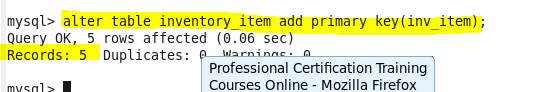 mysql> alter table inventory_item add primary key(inv_item);
Query OK, 5 rows affected (0.06 sec)
Records: 5  Duplicates: 0  Warnings: 0
Professional Certification Training
Courses Online - Mozilla Firefox
mysql>